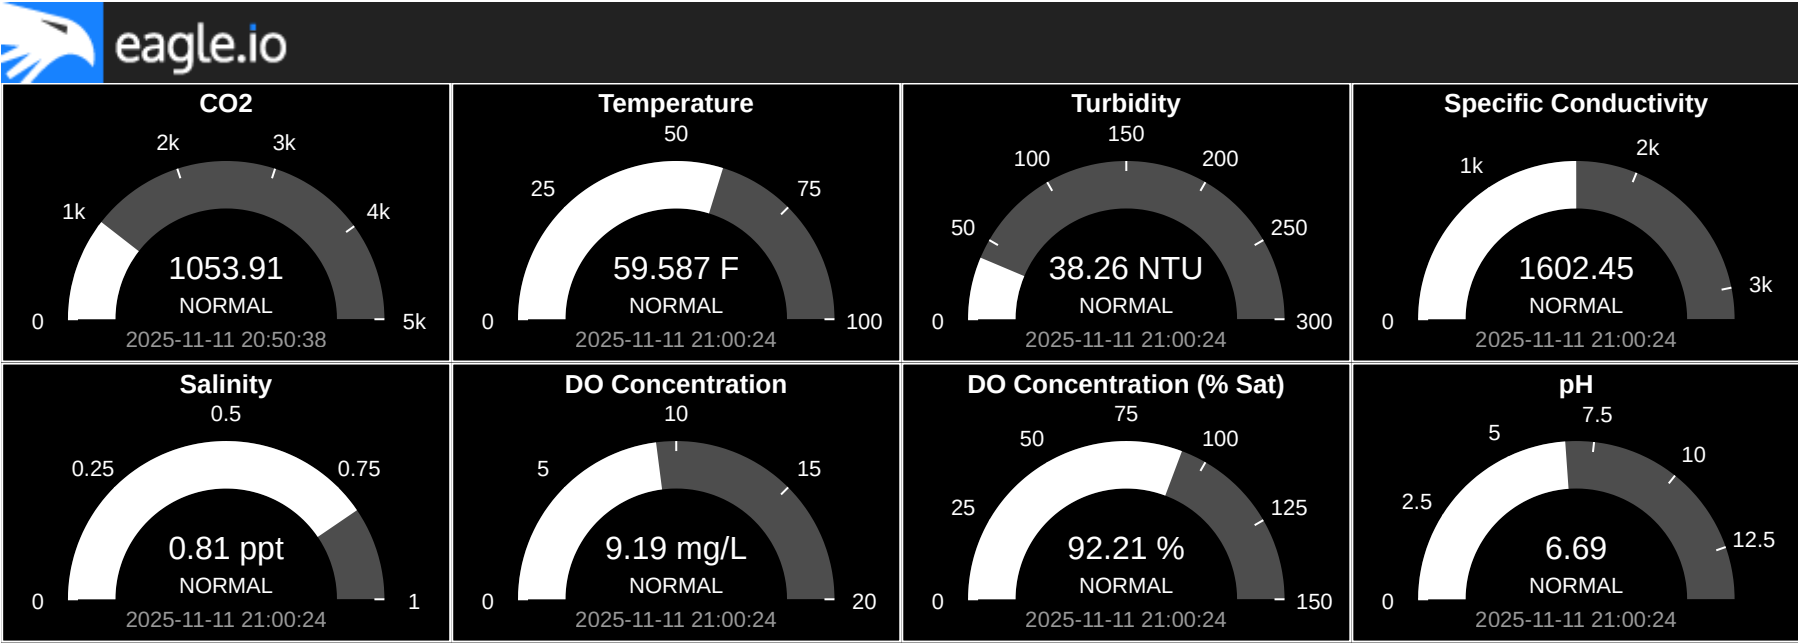 eagle.io
CO2
0
1k
2k
3k
4k
5k
1053.91
NORMAL
2025-11-11 20:50:38
Temperature
0
25
50
75
100
59.587 F
NORMAL
2025-11-11 21:00:24
Turbidity
0
50
100
150
200
250
300
38.26 NTU
NORMAL
2025-11-11 21:00:24
Specific Conductivity
0
1k
2k
3k
1602.45
NORMAL
2025-11-11 21:00:24
Salinity
0
0.25
0.5
0.75
1
0.81 ppt
NORMAL
2025-11-11 21:00:24
DO Concentration
0
5
10
15
20
9.19 mg/L
NORMAL
2025-11-11 21:00:24
DO Concentration (% Sat)
0
25
50
75
100
125
150
92.21 %
NORMAL
2025-11-11 21:00:24
pH
0
2.5
5
7.5
10
12.5
6.69
NORMAL
2025-11-11 21:00:24